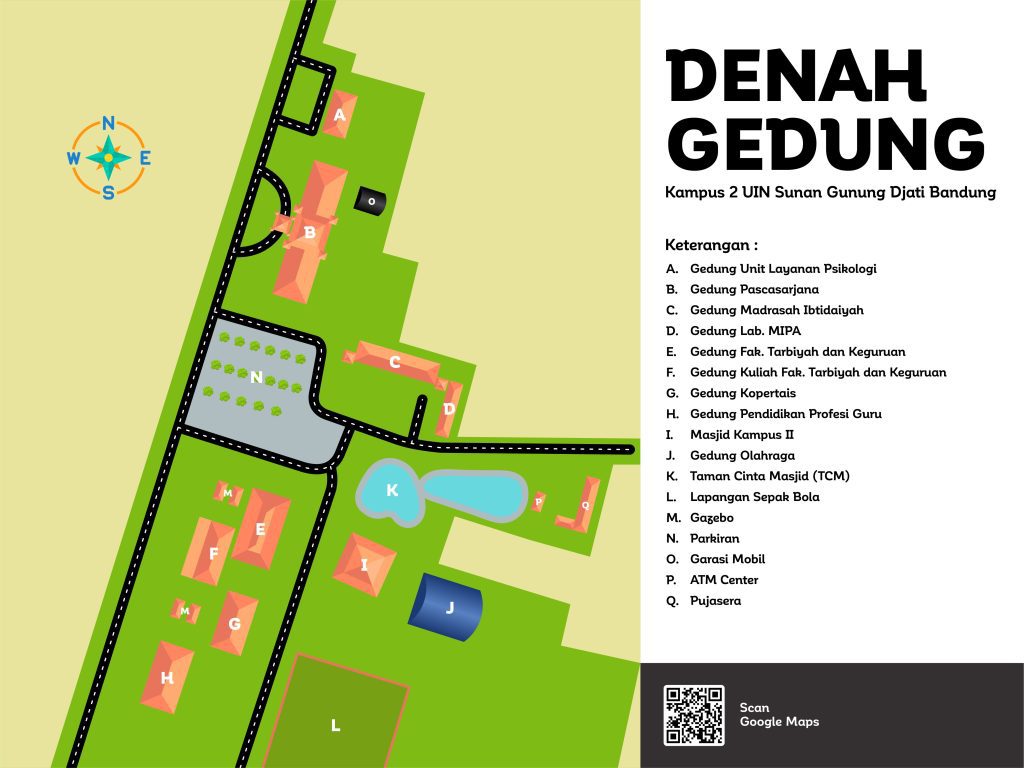 N
W E
S
A
O
B
C
N
D
K
M
P
Q
E
F
I
M
J
G
H
L
DENAH
GEDUNG
Kampus 2 UIN Sunan Gunung Djati Bandung
Keterangan :
A. Gedung Unit Layanan Psikologi
B. Gedung Pascasarjana
C. Gedung Madrasah Ibtidaiyah
D. Gedung Lab. MIPA
E. Gedung Fak. Tarbiyah dan Keguruan
F. Gedung Kuliah Fak. Tarbiyah dan Keguruan
G. Gedung Kopertais
H. Gedung Pendidikan Profesi Guru
I. Masjid Kampus II
J. Gedung Olahraga
K. Taman Cinta Masjid (TCM)
L. Lapangan Sepak Bola
M. Gazebo
N. Parkiran
O. Garasi Mobil
P. ATM Center
Q. Pujasera
Scan
Google Maps